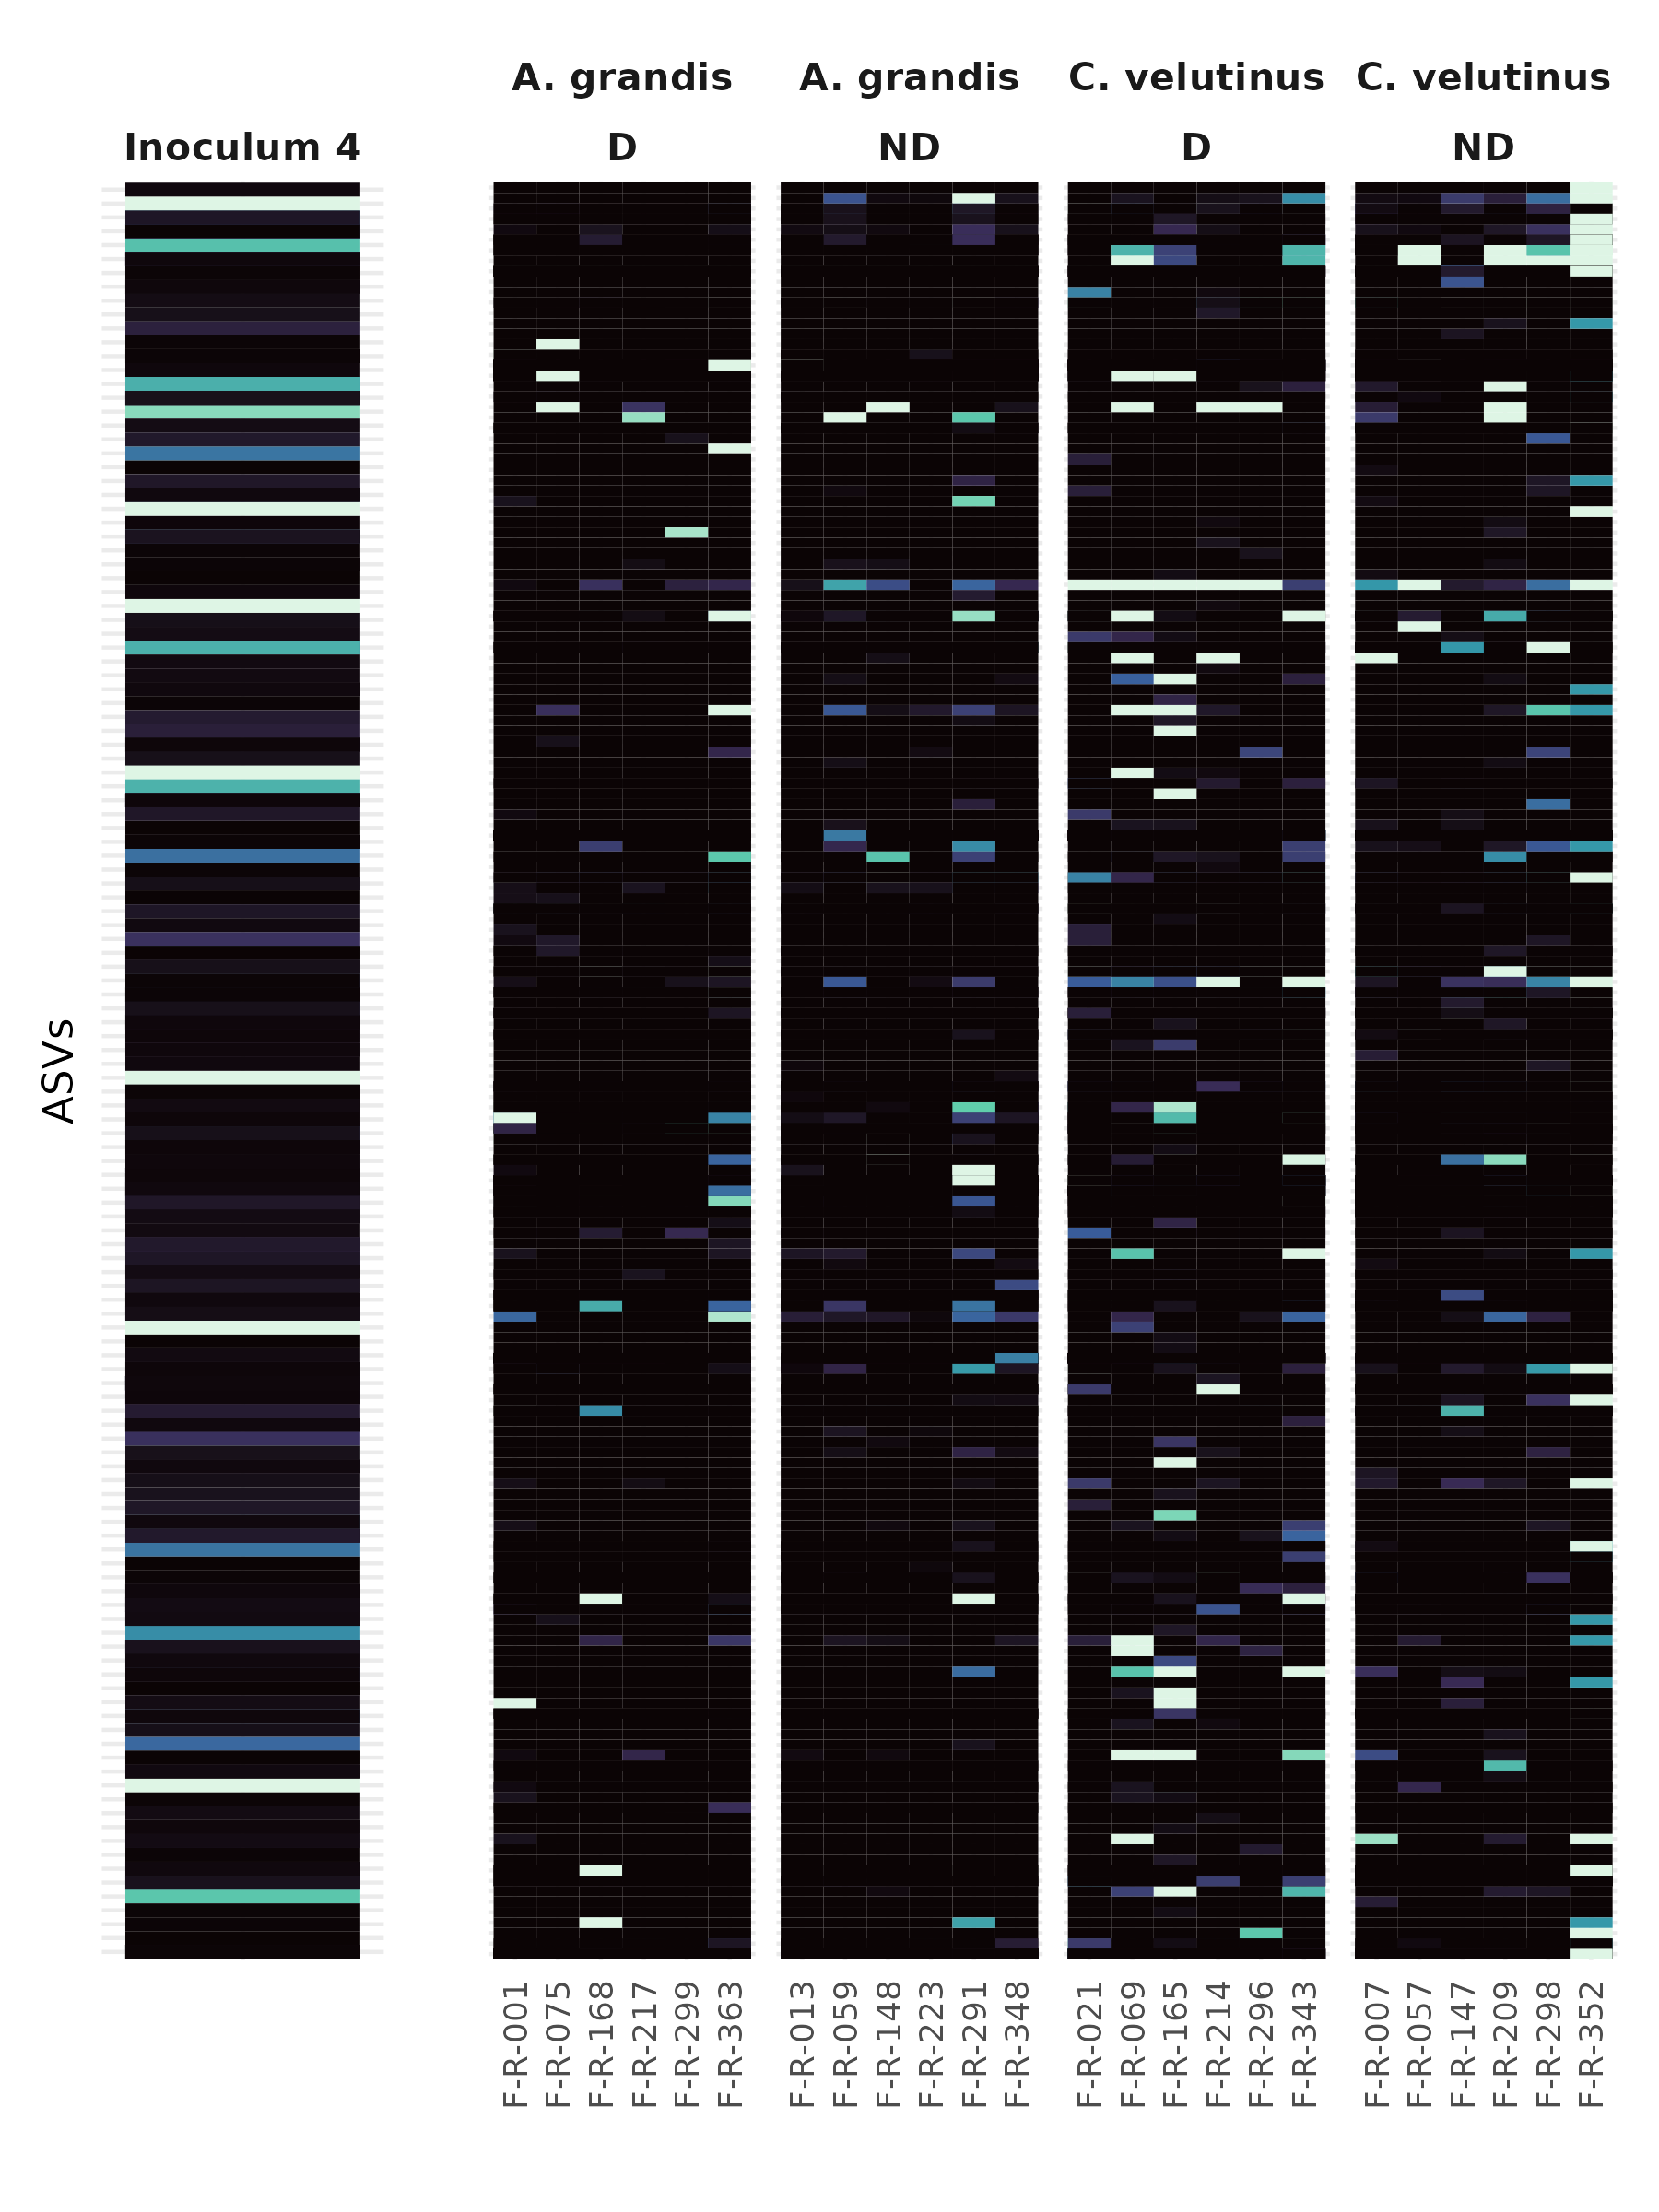 A. grandis A. grandis C. velutinus C. velutinus
Inoculum 4 D ND D ND
ASVs
F-R-001 F-R-075 F-R-168 F-R-217 F-R-299 F-R-363 F-R-013 F-R-059 F-R-148 F-R-223 F-R-291 F-R-348 F-R-021 F-R-069 F-R-165 F-R-214 F-R-296 F-R-343 F-R-007 F-R-057 F-R-147 F-R-209 F-R-298 F-R-352